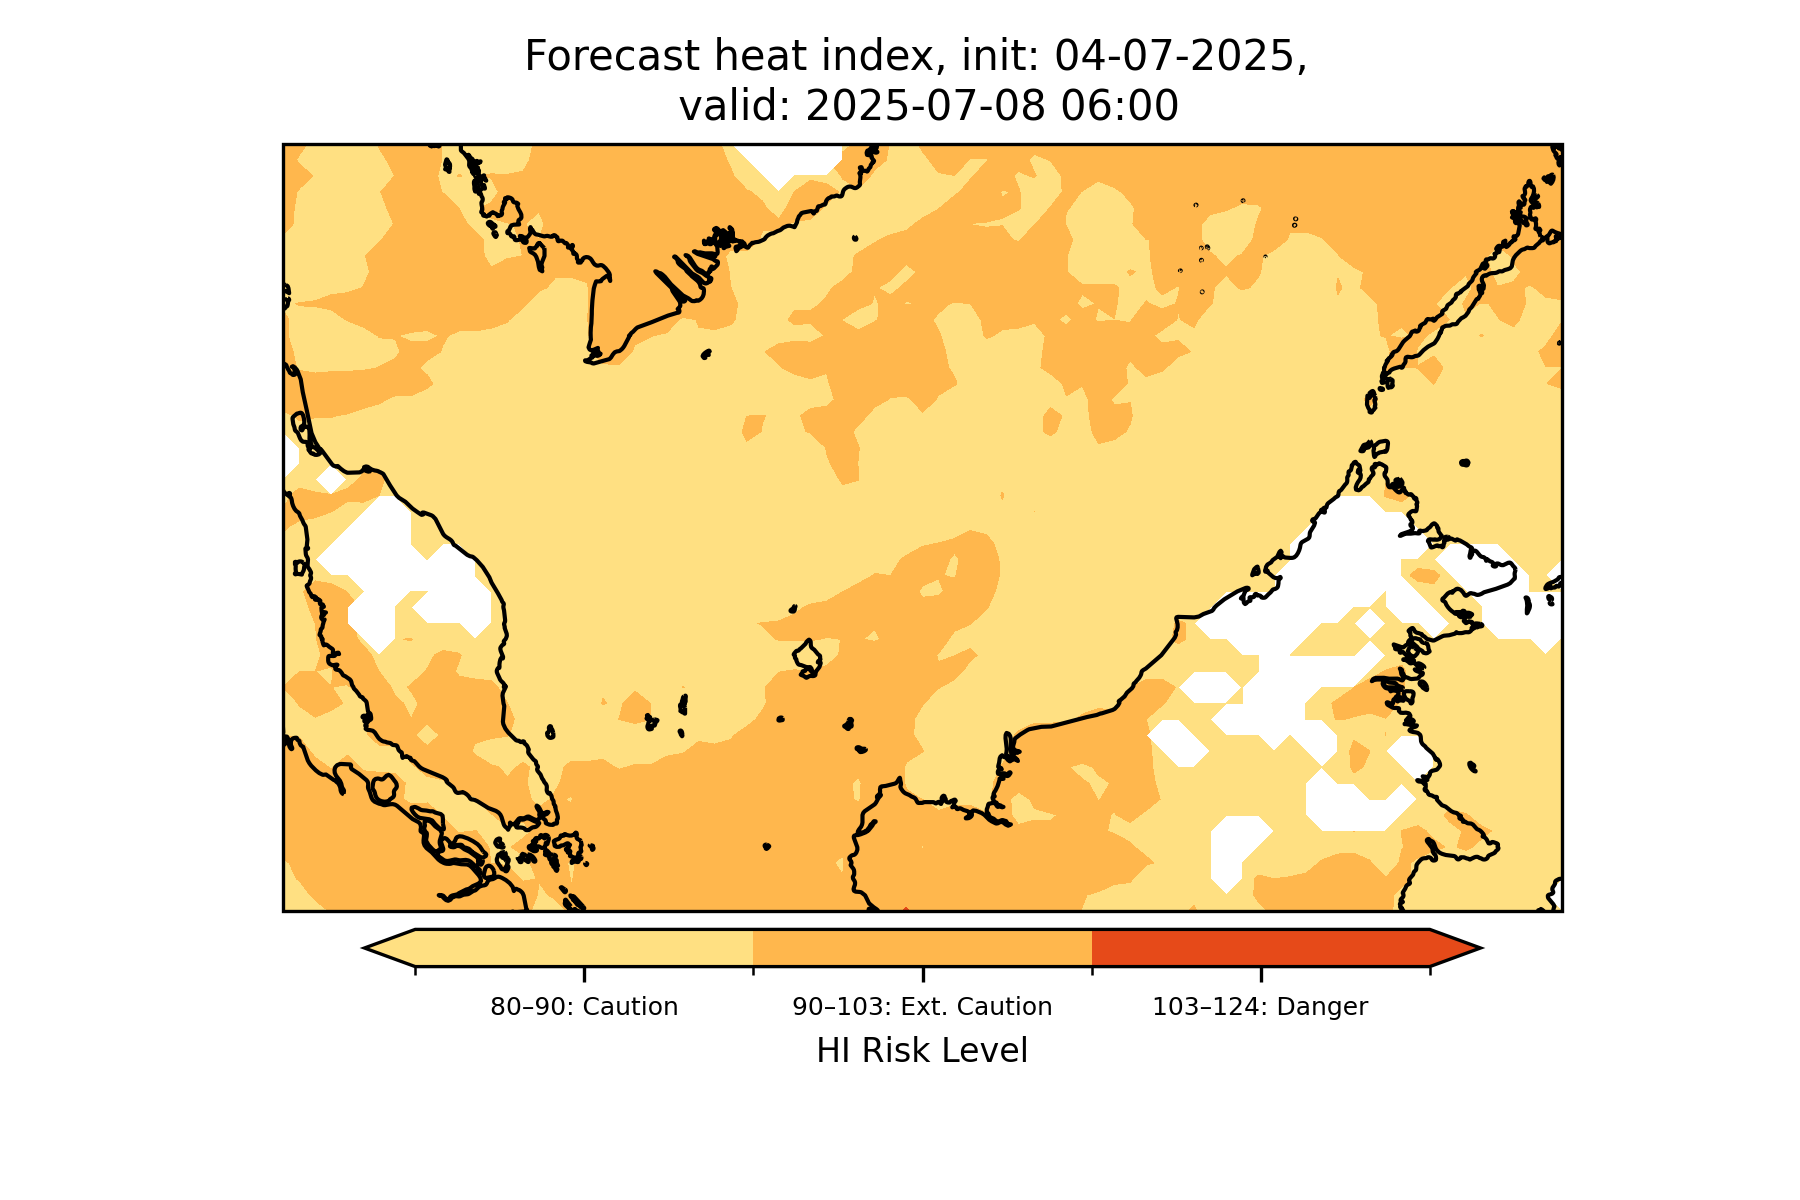 Forecast heat index, init: 04-07-2025,
valid: 2025-07-08 06:00
80–90: Caution
90–103: Ext. Caution
103–124: Danger
HI Risk Level